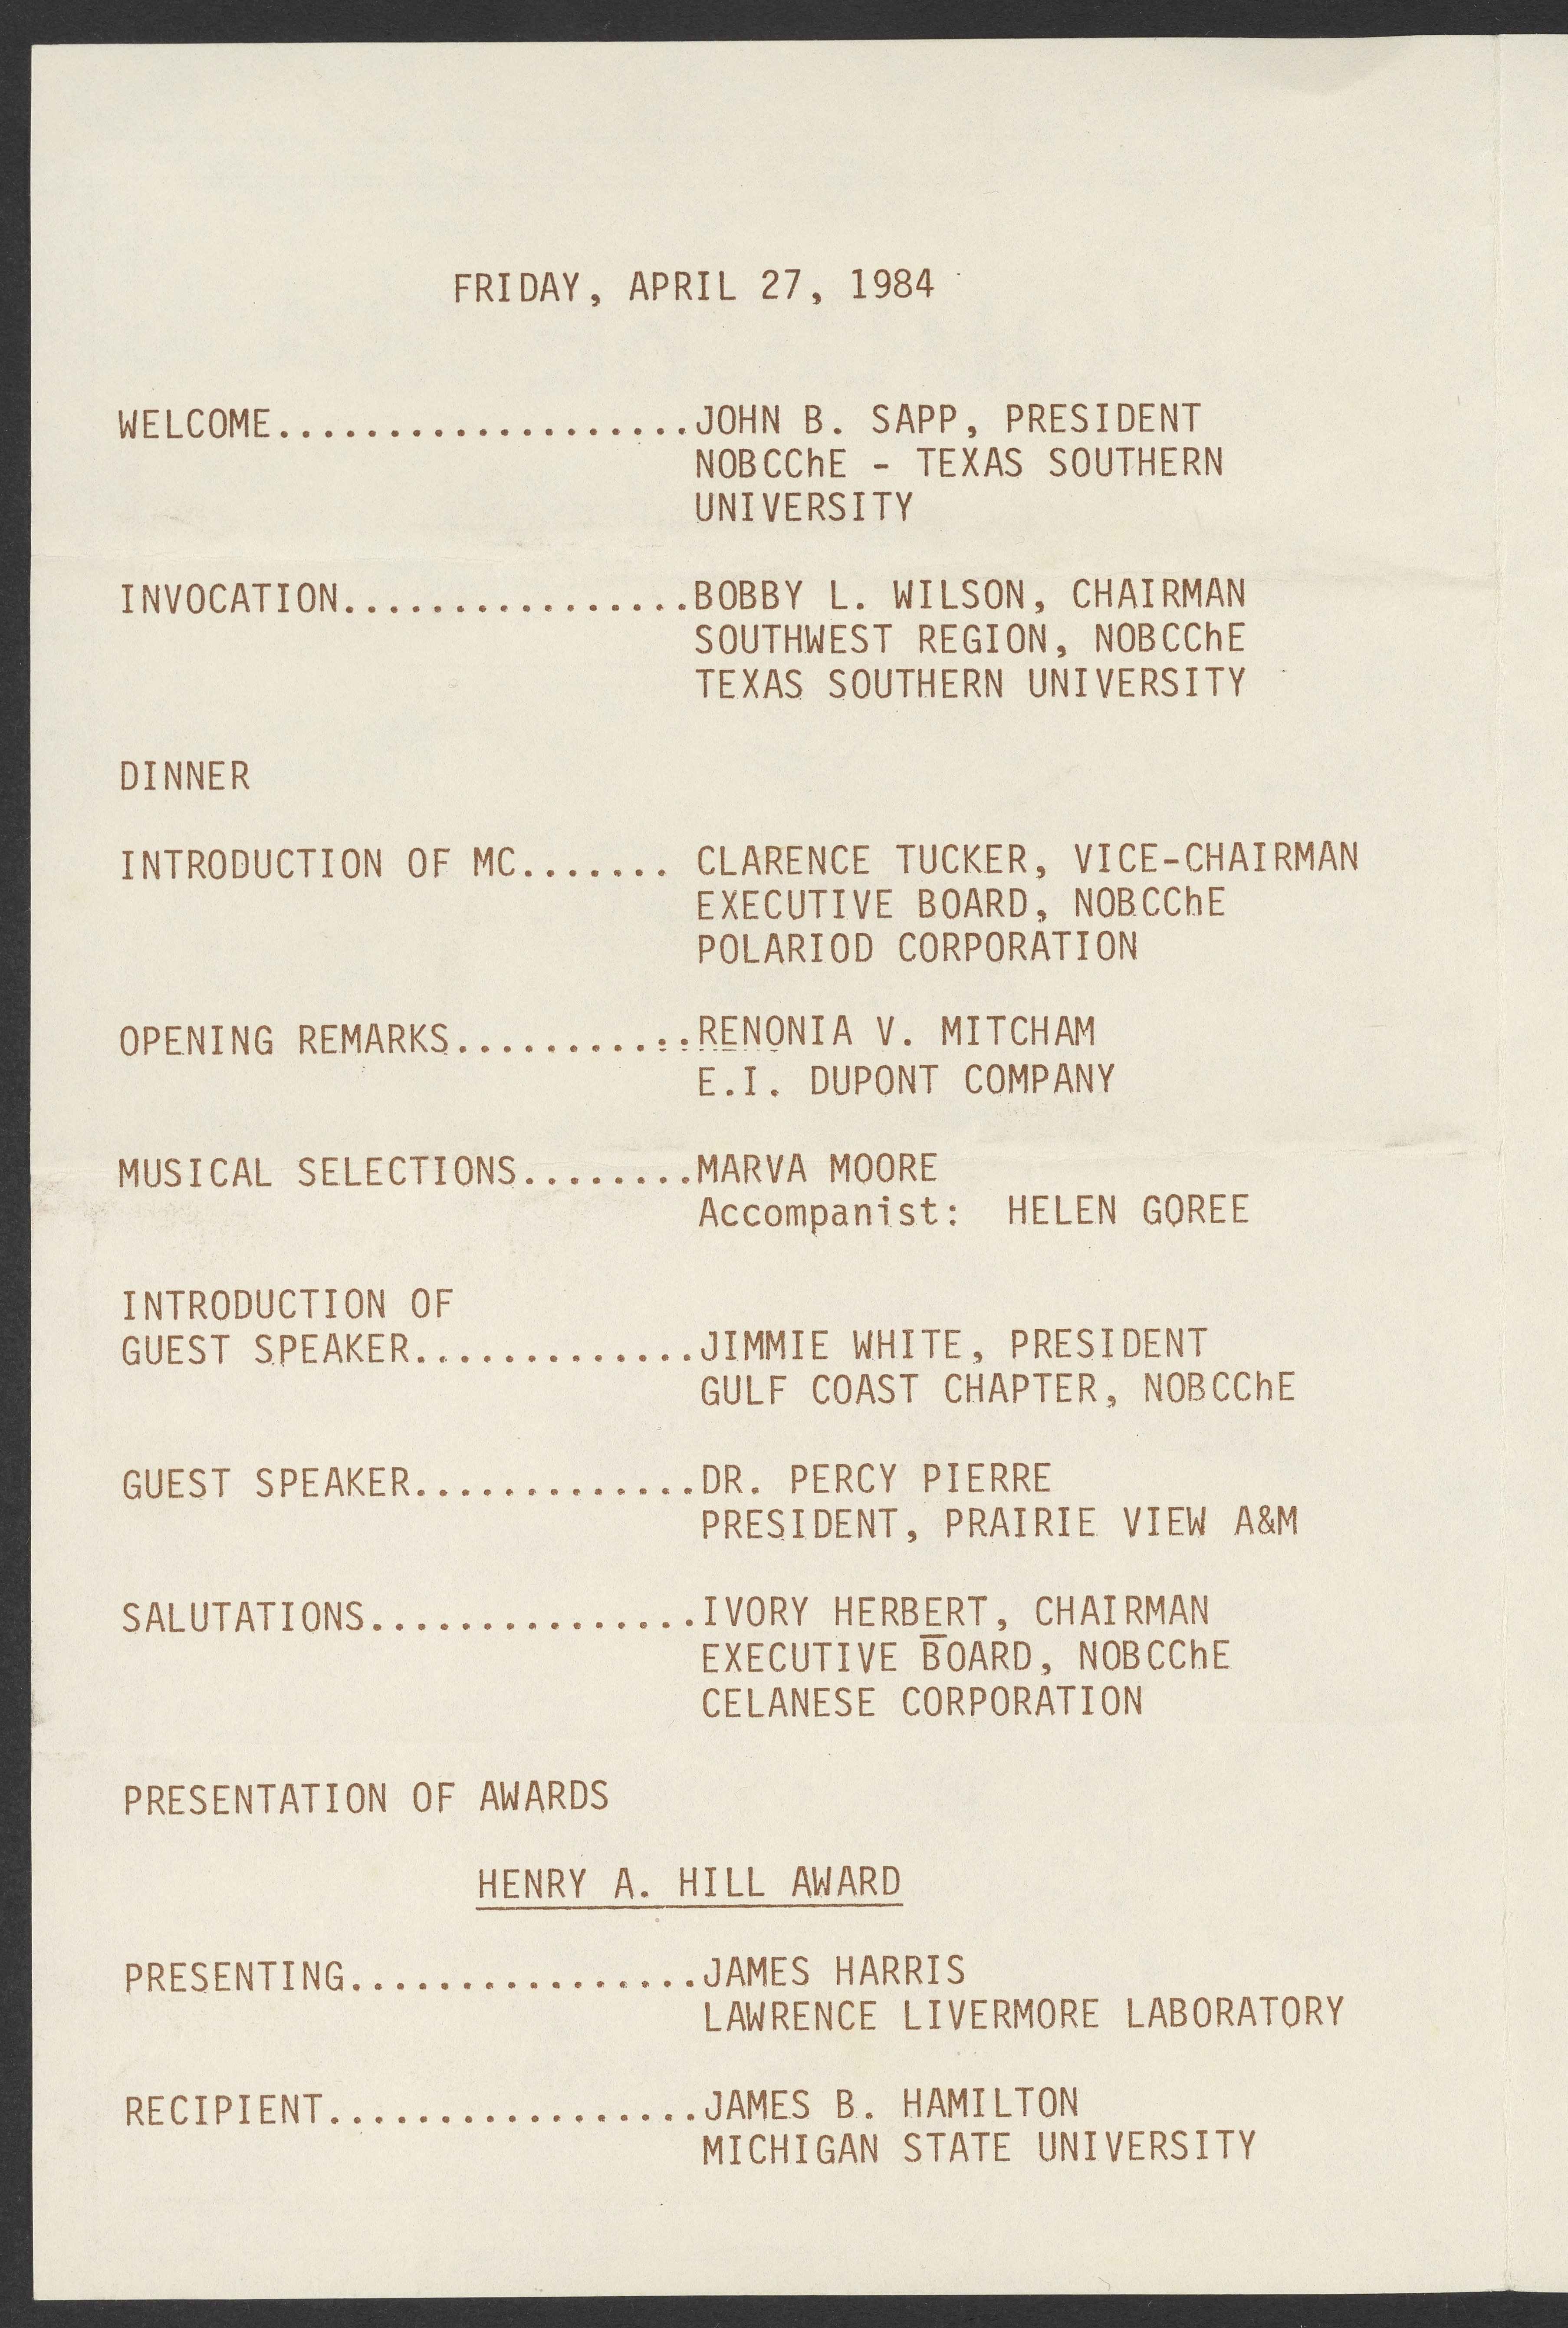 FRIDAY, APRIL 27, 1984
WELCOME...................JOHN B. SAPP, PRESIDENT
NOBCChE - TEXAS SOUTHERN
UNIVERSITY
INVOCATION................BOBBY L. WILSON, CHAIRMAN
SOUTHWEST REGION, NOBCChE
TEXAS SOUTHERN UNIVERSITY
DINNER
INTRODUCTION OF MC....... CLARENCE TUCKER, VICE-CHAIRMAN
EXECUTIVE BOARD, NOBCChE
POLARIOD CORPORATION
OPENING REMARKS...........RENONIA V. MITCHAM
E.I. DUPONT COMPANY
MUSICAL SELECTIONS........MARVA MOORE
Accompanist: HELEN GOREE
INTRODUCTION OF
GUEST SPEAKER.............JIMMIE WHITE, PRESIDENT
GULF COAST CHAPTER, NOBCChE
GUEST SPEAKER.............DR. PERCY PIERRE
PRESIDENT, PRAIRIE VIEW A&M
SALUTATIONS...............IVORY HERBERT, CHAIRMAN
EXECUTIVE BOARD, NOBCChE
CELANESE CORPORATION
PRESENTATION OF AWARDS
HENRY A. HILL AWARD
PRESENTING................JAMES HARRIS
LAWRENCE LIVERMORE LABORATORY
RECIPIENT.................JAMES B. HAMILTON
MICHIGAN STATE UNIVERSITY